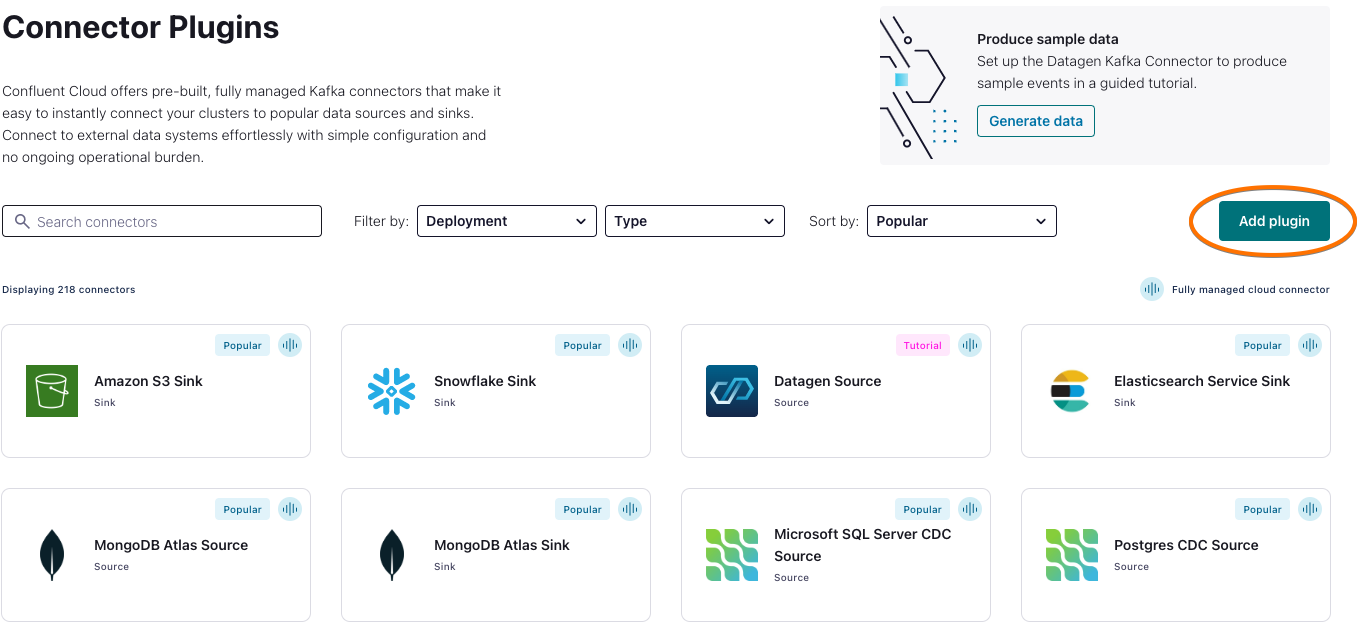 Connector Plugins
Produce sample data
Set up the Datagen Kafka Connector to produce
sample events in a guided tutorial.
Generate data
Confluent Cloud offers pre-built, fully managed Kafka connectors that make it
easy to instantly connect your clusters to popular data sources and sinks.
Connect to external data systems effortlessly with simple configuration and
no ongoing operational burden.
Search connectors
Filter by:
Deployment
Type
Sort by:
Popular
Add plugin
Displaying 218 connectors
Fully managed cloud connector
Popular
Amazon S3 Sink
Sink
Popular
Snowflake Sink
Sink
Tutorial
Datagen Source
Source
Popular
Elasticsearch Service Sink
Sink
Popular
MongoDB Atlas Source
Source
Popular
MongoDB Atlas Sink
Sink
Popular
Microsoft SQL Server CDC
Source
Source
Popular
Postgres CDC Source
Source